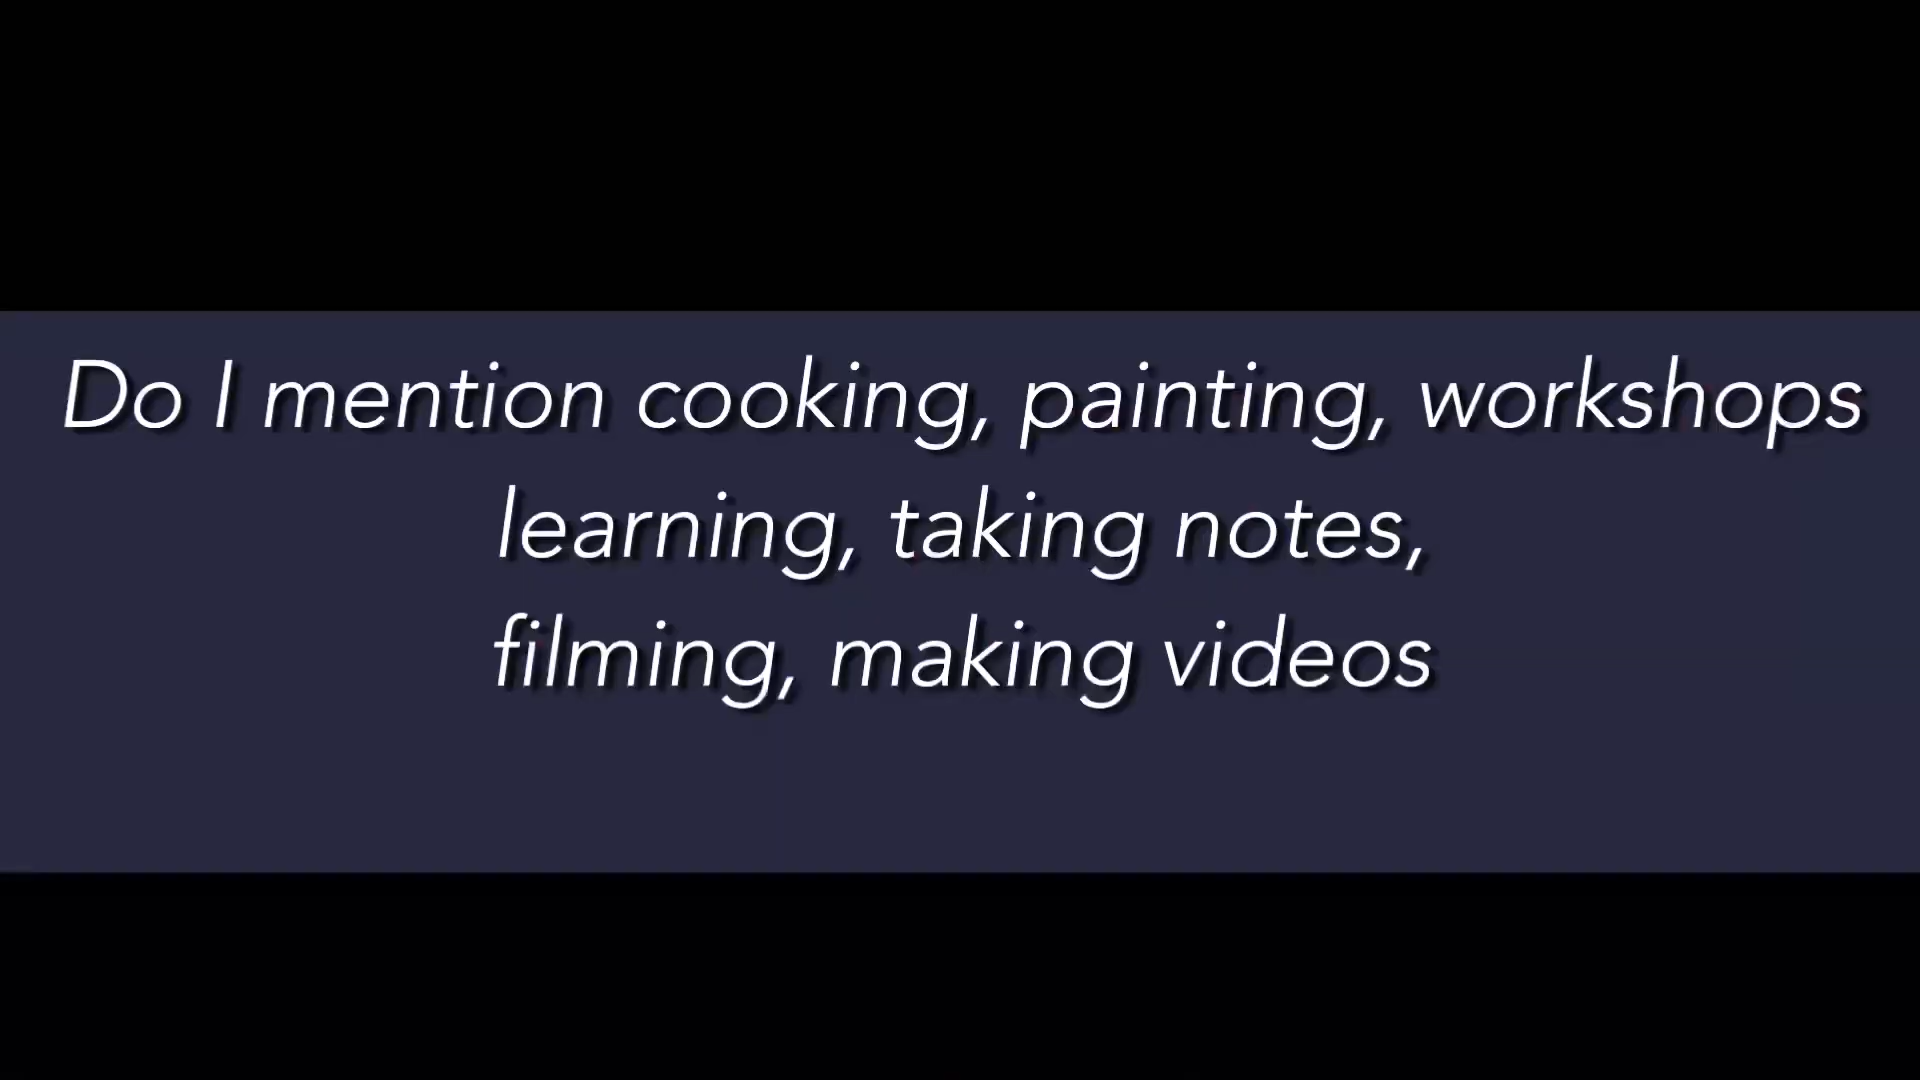 Do I mention cooking, painting, workshops
learning, taking notes,
filming, making videos